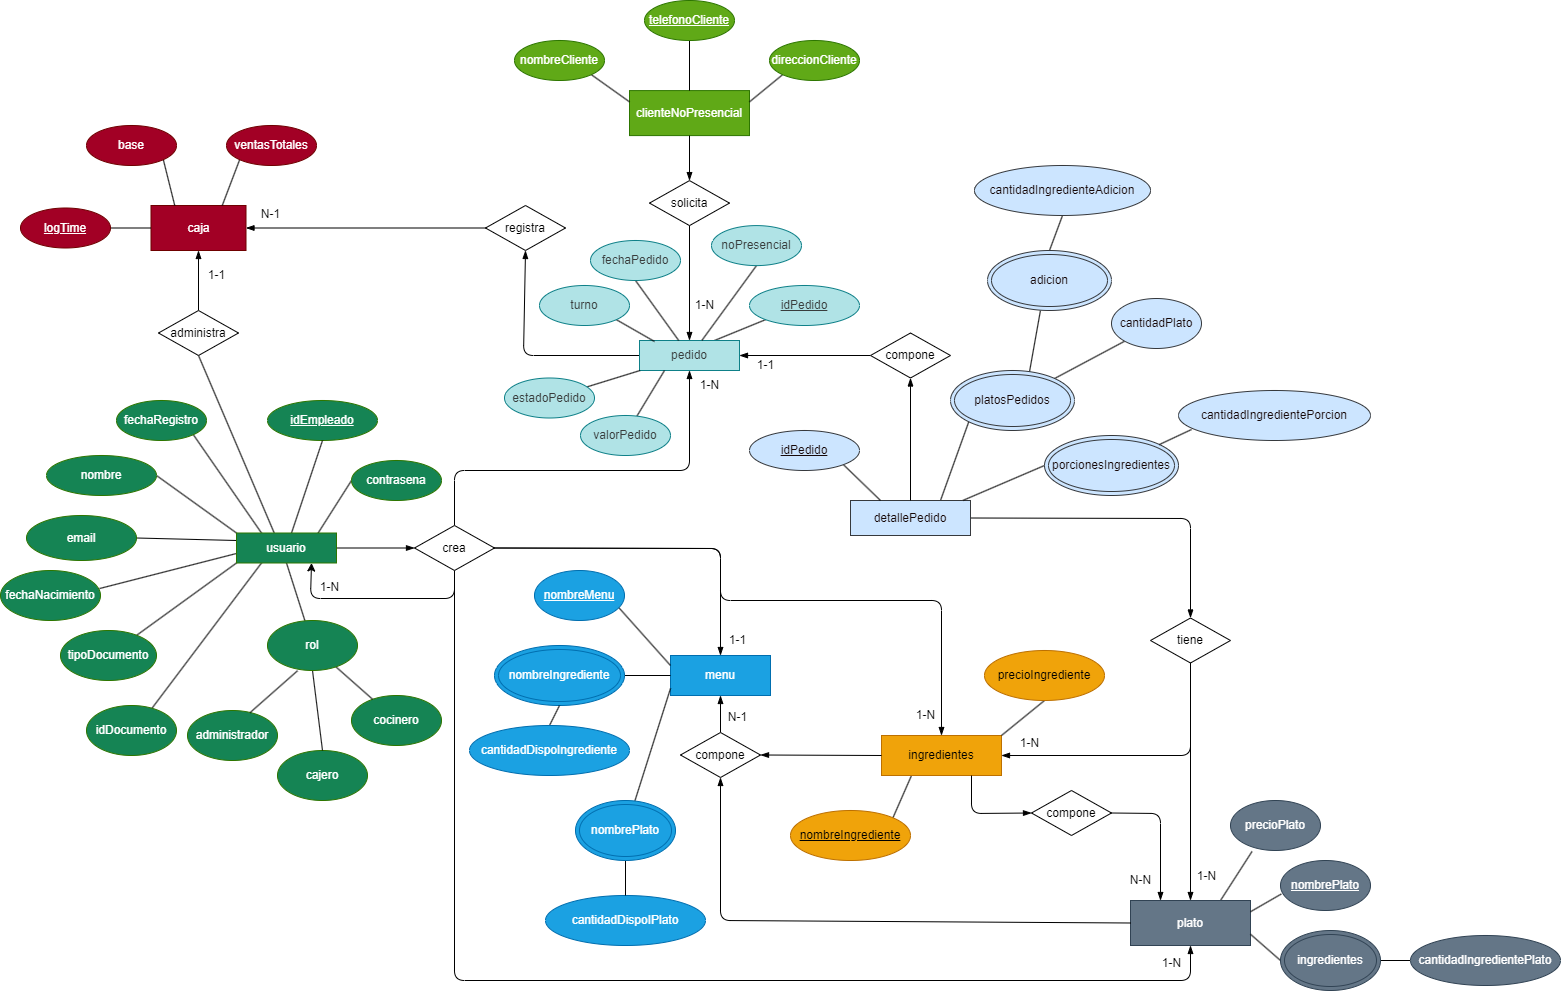 telefonoCliente
nombreCliente
direccionCliente
clienteNoPresencial
base
ventasTotales
cantidadIngredienteAdicion
solicita
N-1
logTime
caja
registra
noPresencial
fechaPedido
1-1
adicion
turno
1-N
idPedido
administra
cantidadPlato
pedido
compone
1-1
1-N
estadoPedido
platosPedidos
cantidadIngredientePorcion
fechaRegistro
idEmpleado
valorPedido
idPedido
porcionesIngredientes
nombre
contrasena
detallePedido
email
usuario
crea
1-N
fechaNacimiento
nombreMenu
1-1
tiene
rol
tipoDocumento
nombreIngrediente
menu
precioIngrediente
N-1
1-N
cocinero
idDocumento
administrador
1-N
cantidadDispoIngrediente
compone
ingredientes
cajero
compone
nombrePlato
nombreIngrediente
precioPlato
N-N
1-N
nombrePlato
cantidadDispolPlato
plato
1-N
ingredientes
cantidadIngredientePlato